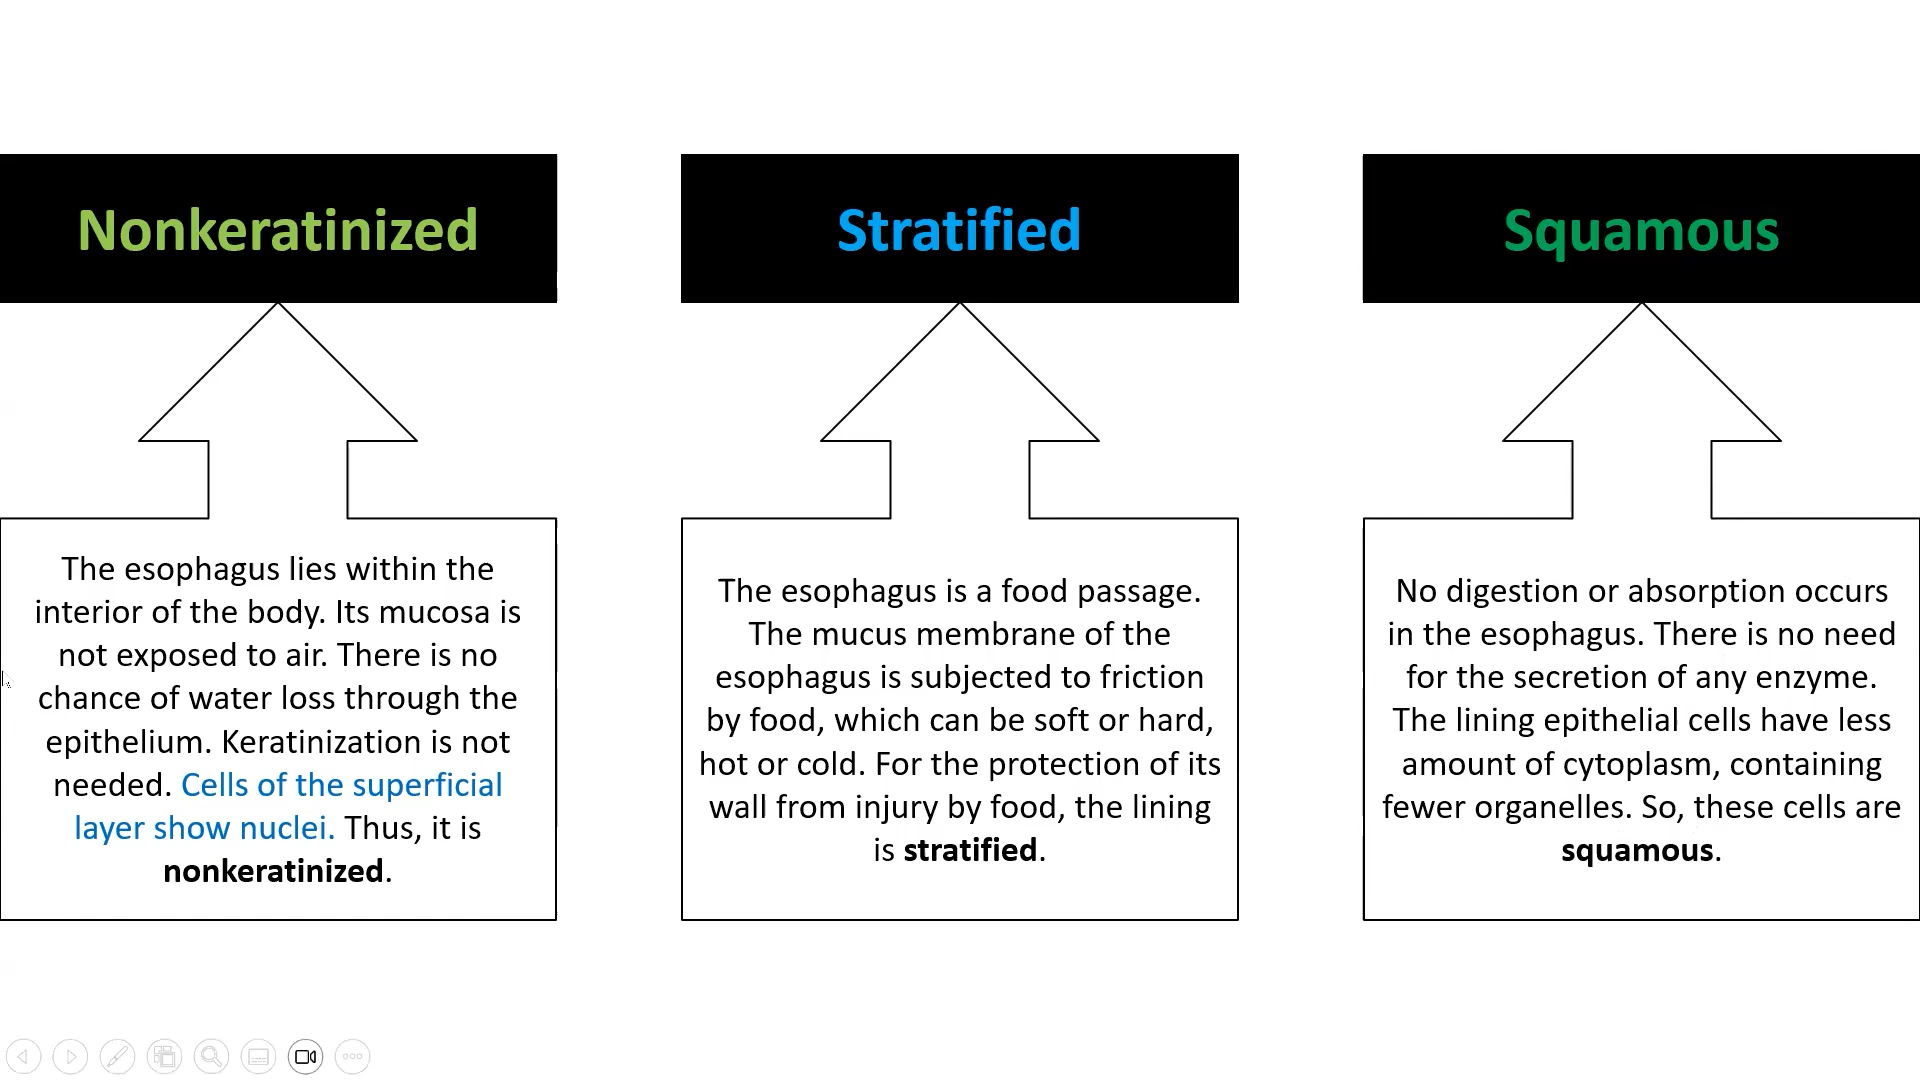 Nonkeratinized
Stratified
Squamous
The esophagus lies within the
interior of the body. Its mucosa is
not exposed to air. There is no
chance of water loss through the
epithelium. Keratinization is not
needed. Cells of the superficial
layer show nuclei. Thus, it is
nonkeratinized.
The esophagus is a food passage.
The mucus membrane of the
esophagus is subjected to friction
by food, which can be soft or hard,
hot or cold. For the protection of its
wall from injury by food, the lining
is stratified.
No digestion or absorption occurs
in the esophagus. There is no need
for the secretion of any enzyme.
The lining epithelial cells have less
amount of cytoplasm, containing
fewer organelles. So, these cells are
squamous.